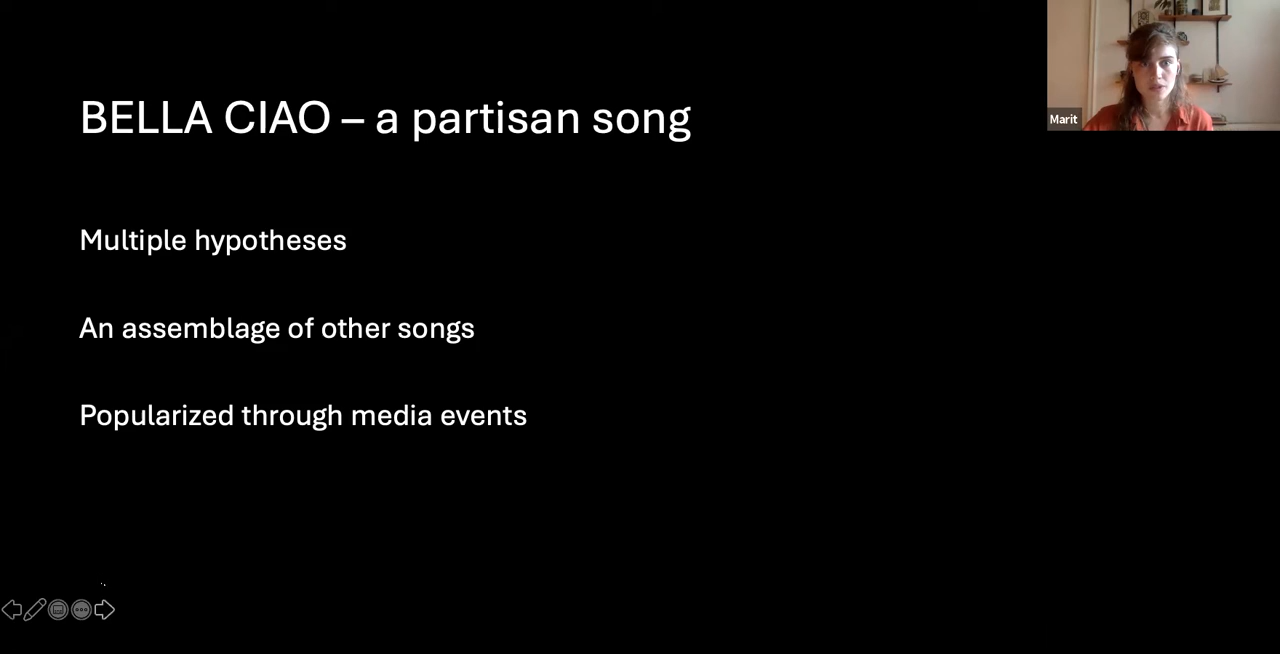 BELLA CIAO – a partisan song
Marit
Multiple hypotheses
An assemblage of other songs
Popularized through media events